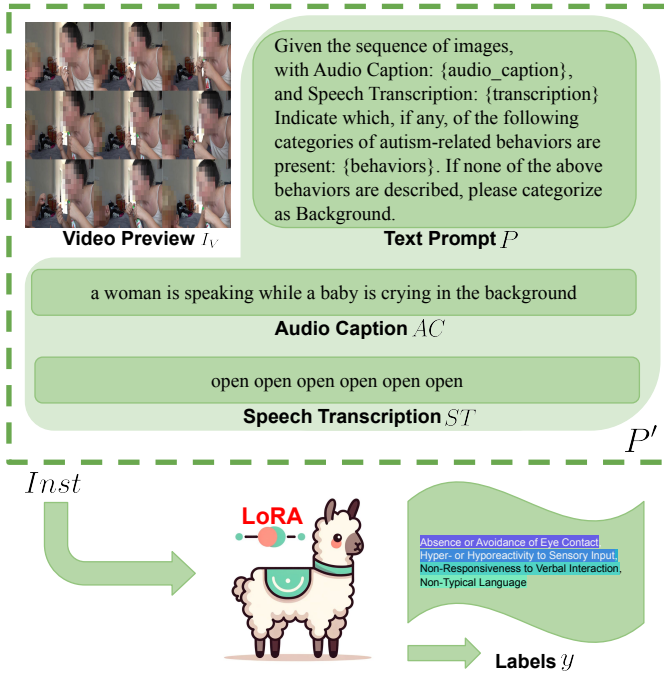 Given the sequence of images,
with Audio Caption: {audio_caption},
and Speech Transcription: {transcription}
Indicate which, if any, of the following
categories of autism-related behaviors are
present: {behaviors}. If none of the above
behaviors are described, please categorize
as Background.
Video Preview I_V
Text Prompt P
a woman is speaking while a baby is crying in the background
Audio Caption AC
open open open open open open
Speech Transcription ST
P'
Inst
LoRA
Absence or Avoidance of Eye Contact,
Hyper- or Hyporeactivity to Sensory Input,
Non-Responsiveness to Verbal Interaction,
Non-Typical Language
Labels y